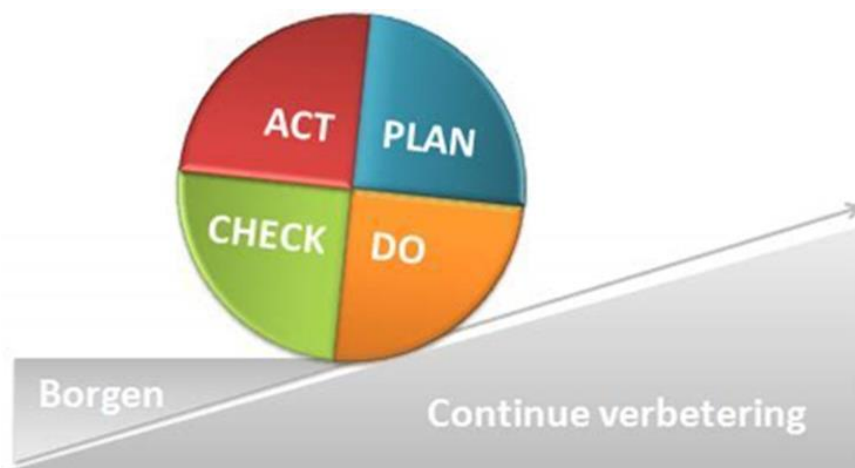 ACT
PLAN
CHECK
DO
Borgen
Continue verbetering